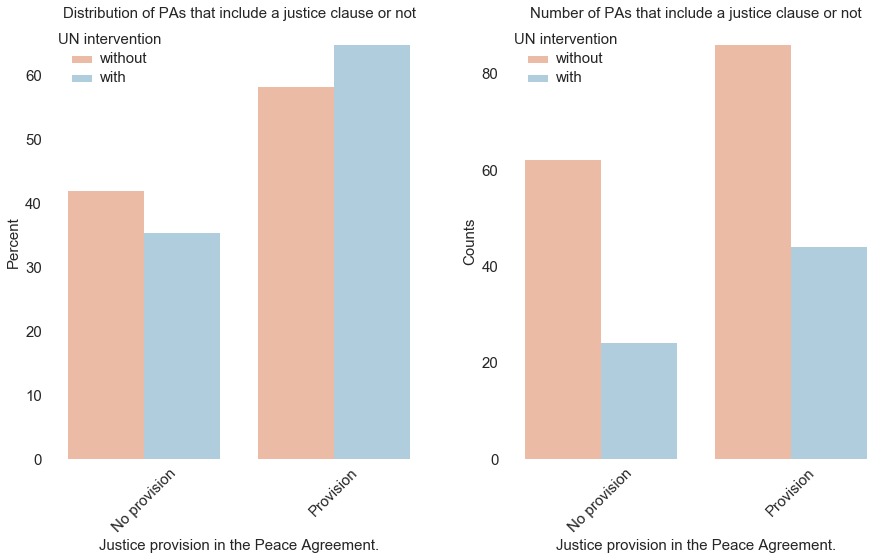 Distribution of PAs that include a justice clause or not
UN intervention
without
with
60
50
40
30
20
10
0
Percent
No provision
Provision
Justice provision in the Peace Agreement.
Number of PAs that include a justice clause or not
UN intervention
without
with
80
60
40
20
0
Counts
No provision
Provision
Justice provision in the Peace Agreement.